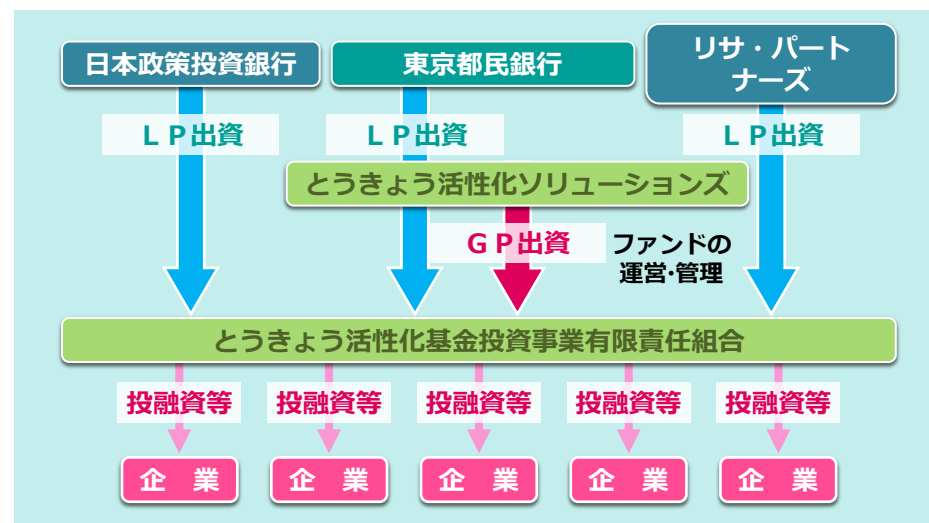 日本政策投資銀行
東京都民銀行
リサ・パート
ナーズ
ＬＰ出資
ＬＰ出資
ＬＰ出資
とうきょう活性化ソリューションズ
ＧＰ出資
ファンドの
運営･管理
とうきょう活性化基金投資事業有限責任組合
投融資等
投融資等
投融資等
投融資等
投融資等
企　業
企　業
企　業
企　業
企　業